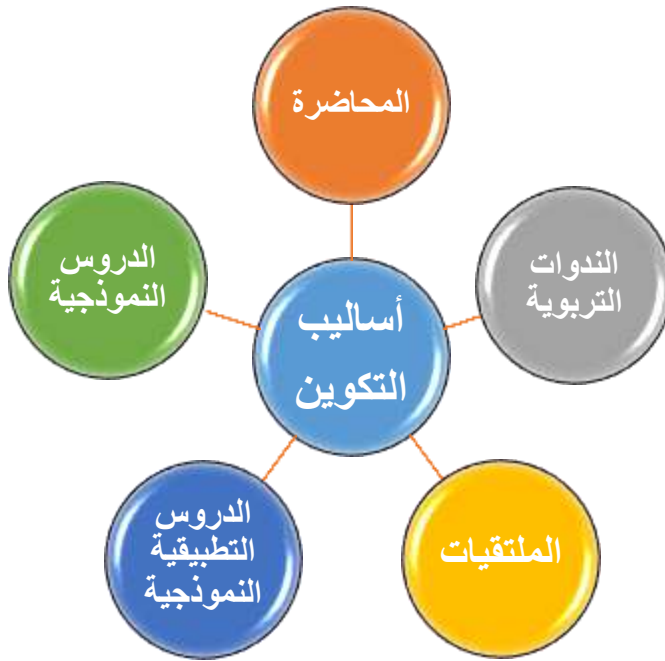 المحاضرة
الندوات
التربوية
الدروس
النموذجية
أساليب
التكوين
الملتقيات
الدروس
التطبيقية
النموذجية